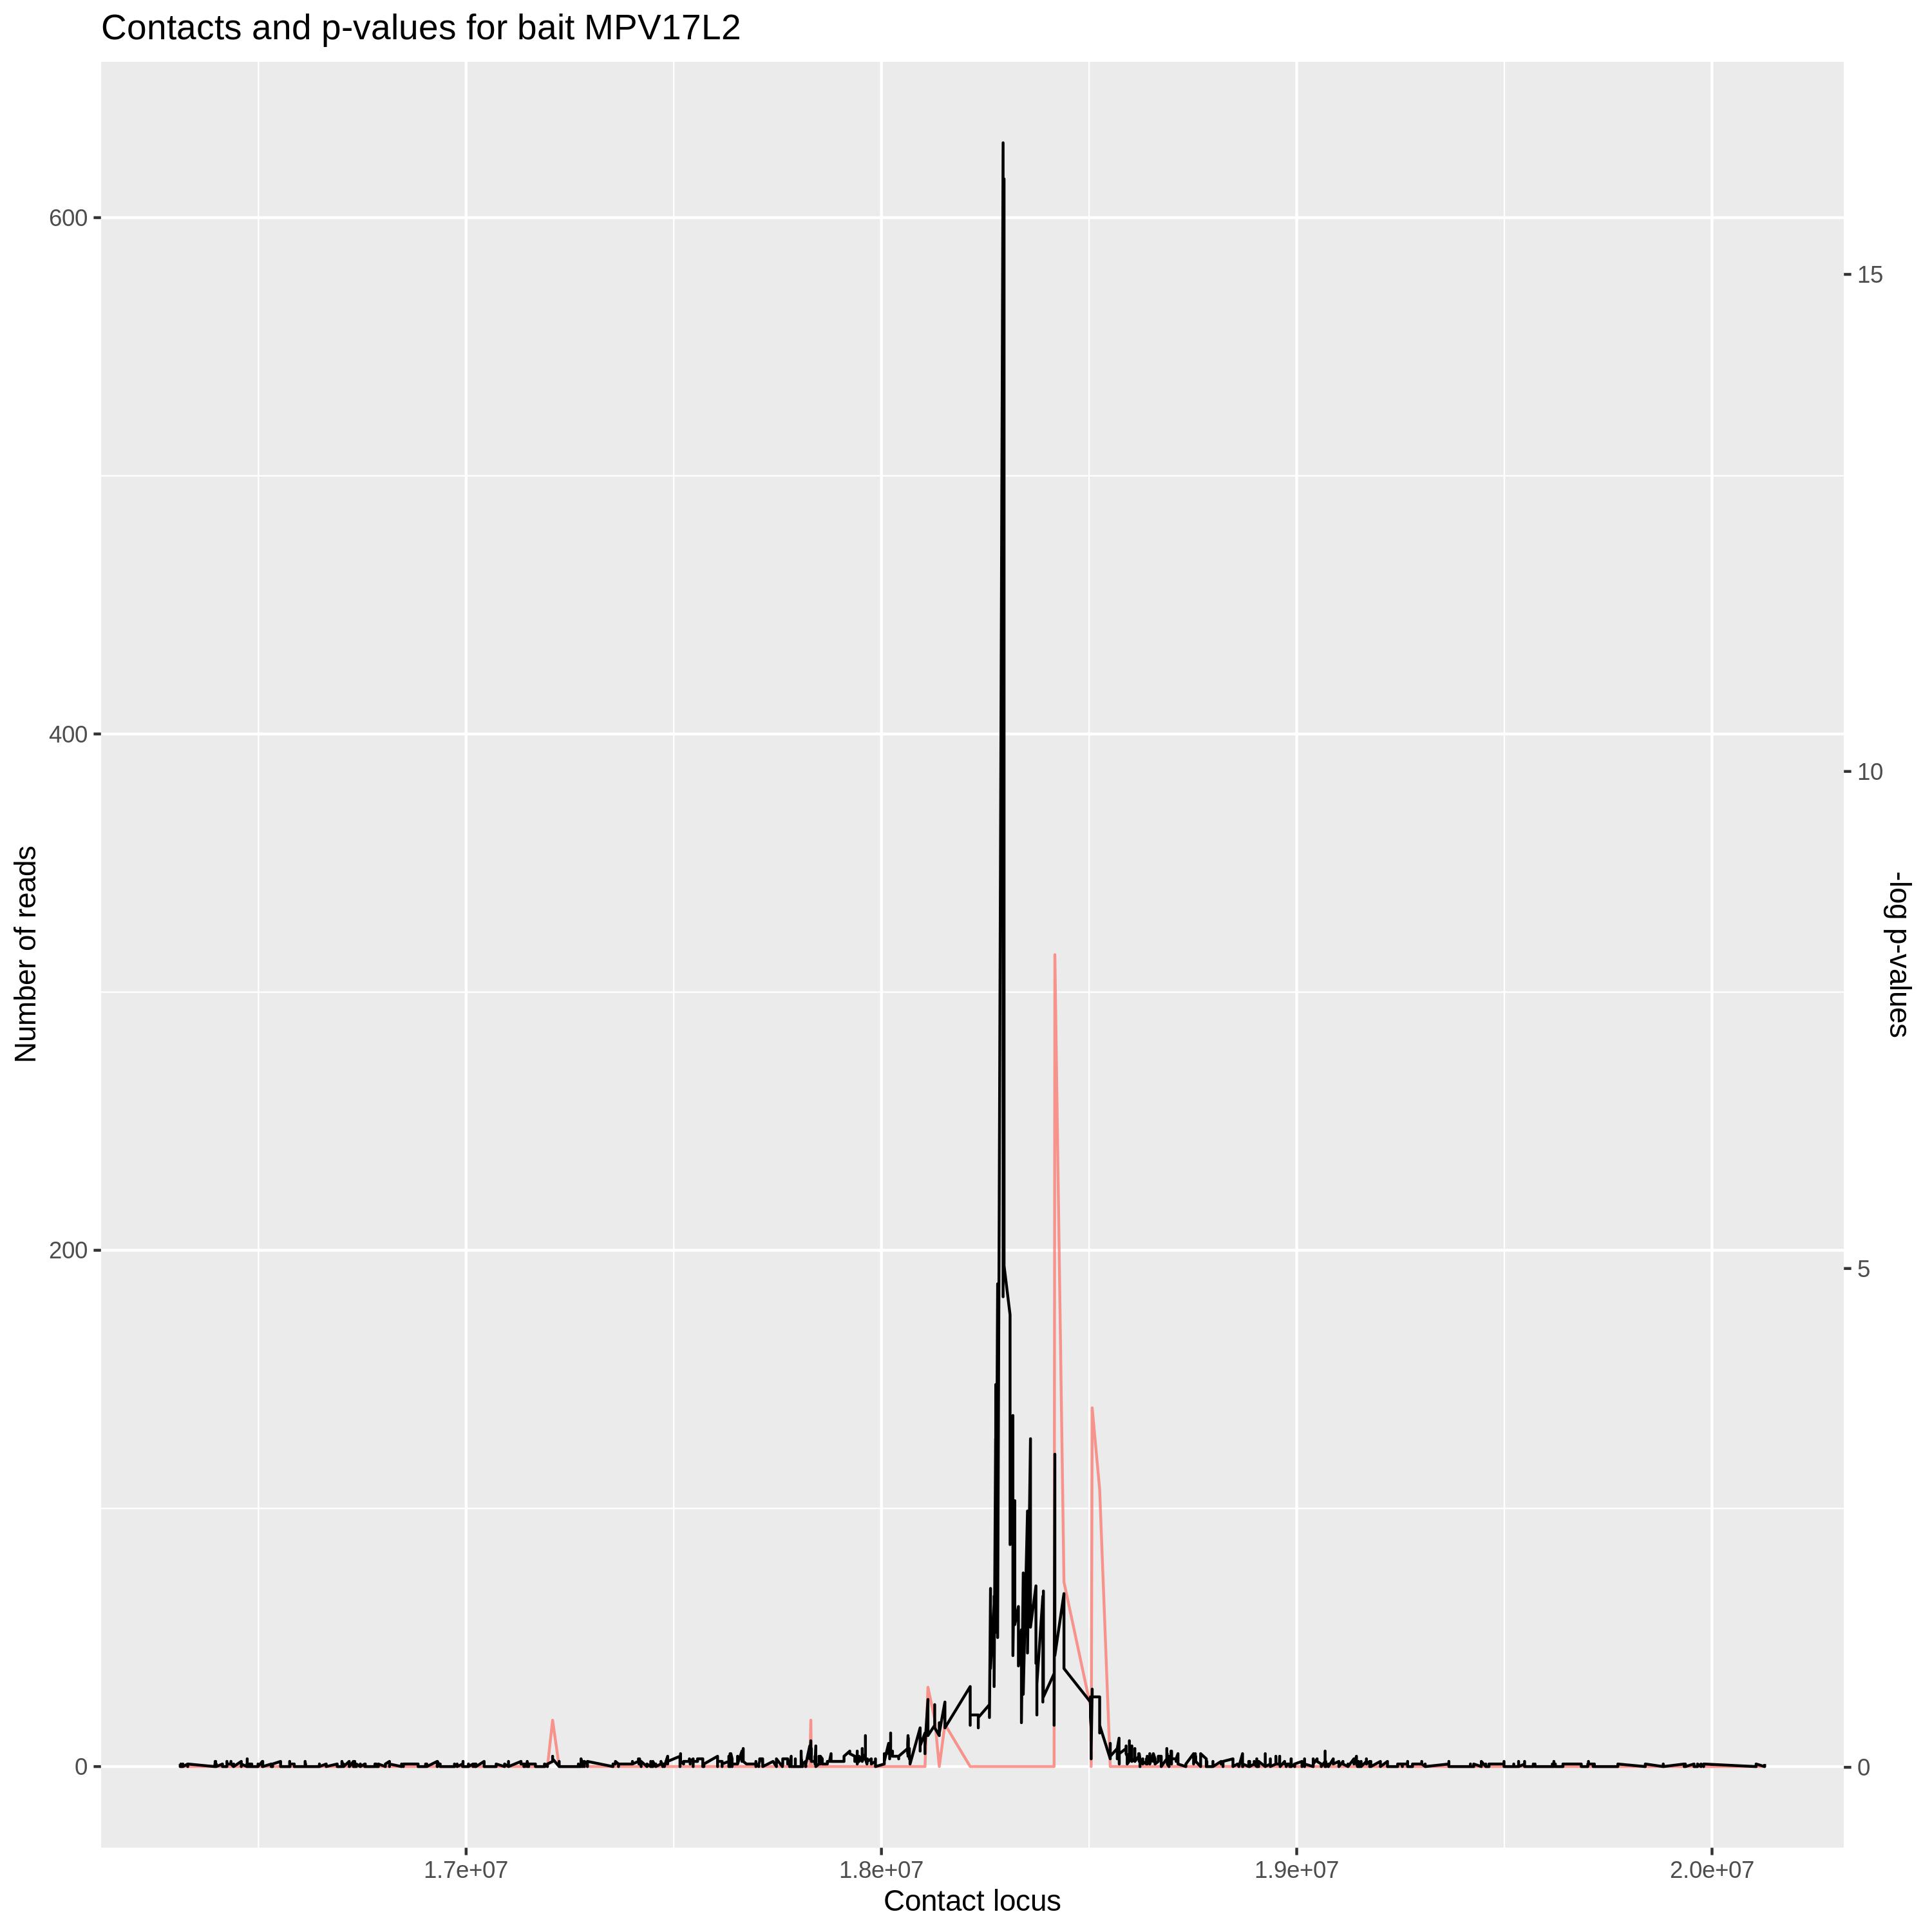 Contacts and p-values for bait MPV17L2
600
400
200
0
Number of reads
15
10
5
0
-log p-values
1.7e+07
1.8e+07
1.9e+07
2.0e+07
Contact locus